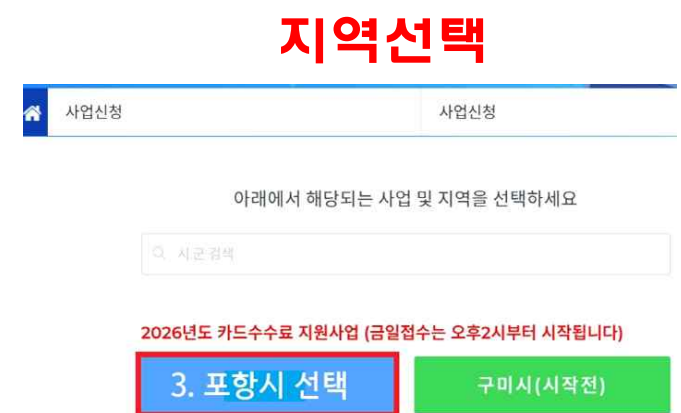 지역선택
사업신청 사업신청
아래에서 해당되는 사업 및 지역을 선택하세요
시군검색
2026년도 카드수수료 지원사업 (금일접수는 오후2시부터 시작됩니다)
3. 포항시 선택 구미시(시작전)